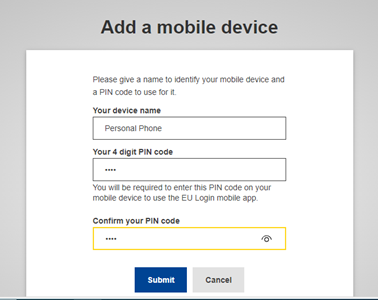 Add a mobile device
Please give a name to identify your mobile device and
a PIN code to use for it.
Your device name
Personal Phone
Your 4 digit PIN code
••••
You will be required to enter this PIN code on your
mobile device to use the EU Login mobile app.
Confirm your PIN code
••••
Submit Cancel